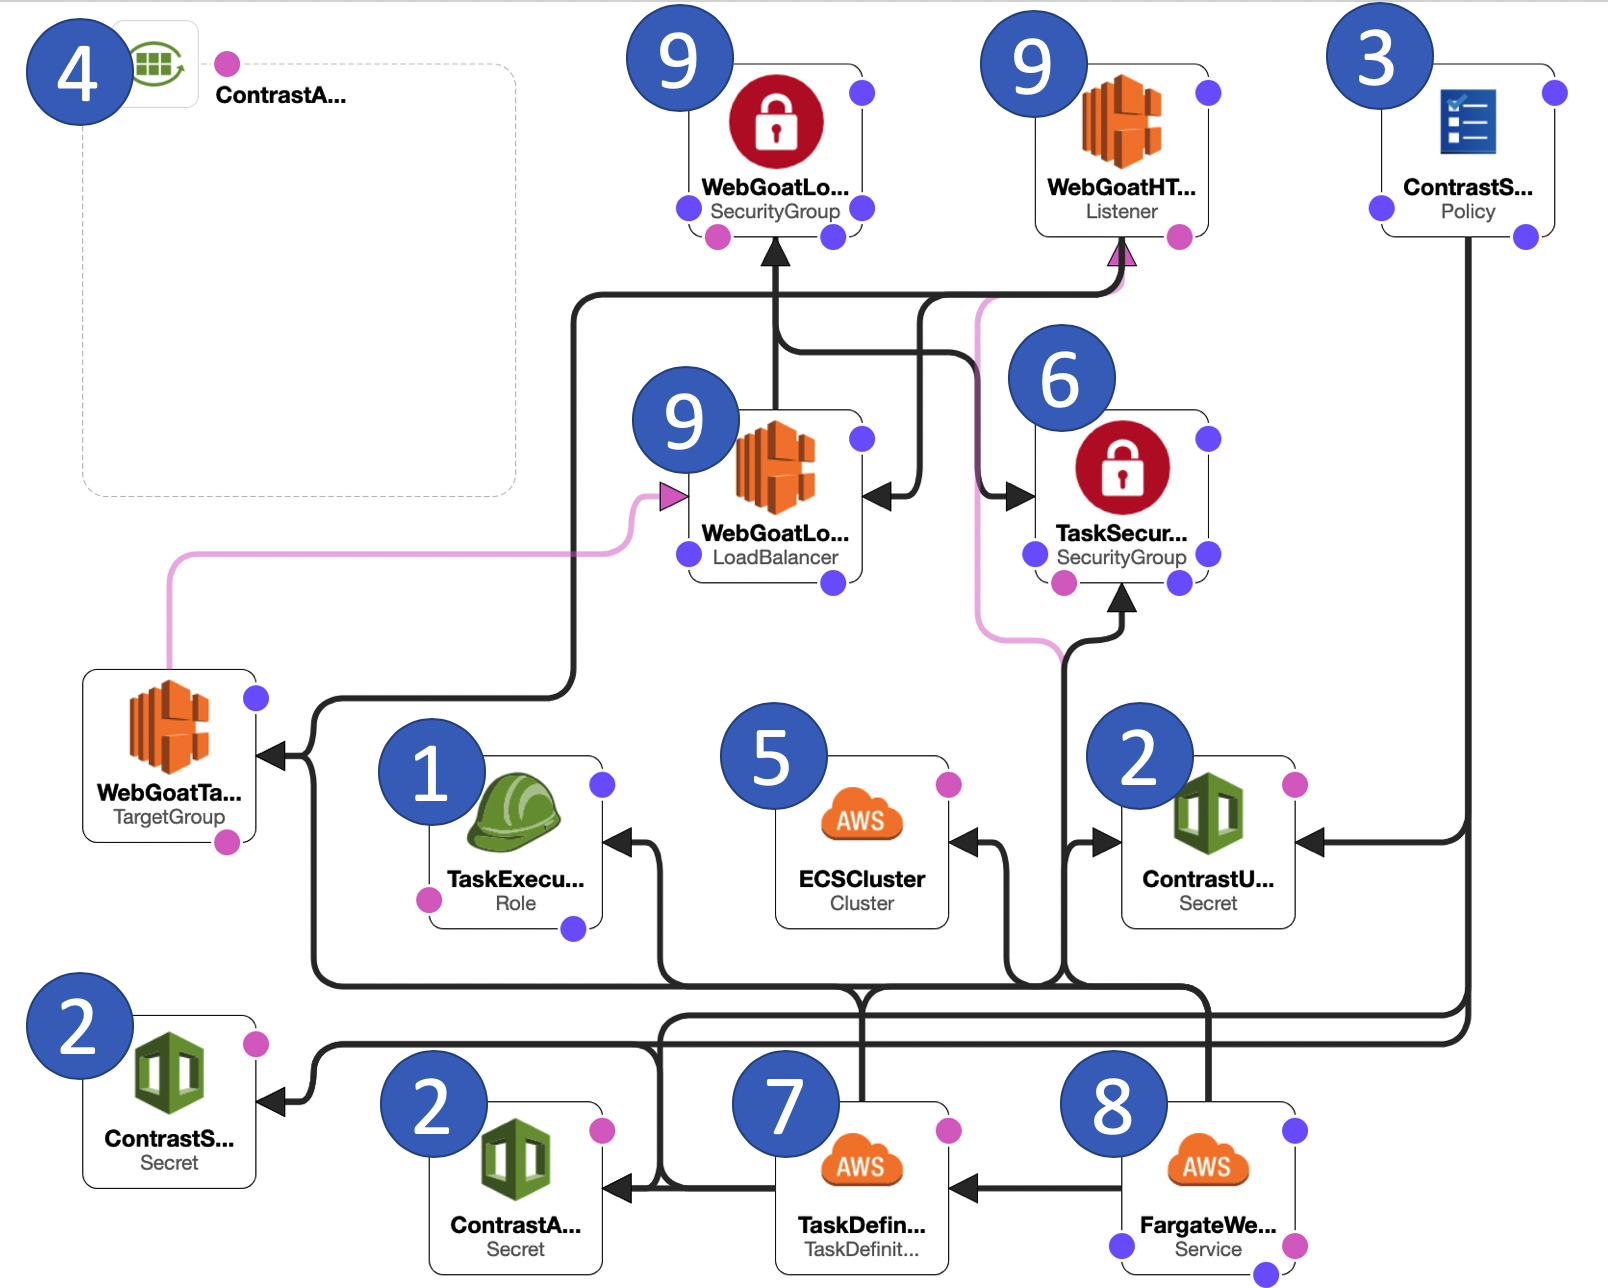 4
ContrastA...
9
WebGoatLo...
SecurityGroup
9
WebGoatHT...
Listener
3
ContrastS...
Policy
9
WebGoatLo...
LoadBalancer
6
TaskSecur...
SecurityGroup
WebGoatTa...
TargetGroup
1
TaskExecu...
Role
5
AWS
ECSCluster
Cluster
2
ContrastU...
Secret
2
ContrastS...
Secret
2
ContrastA...
Secret
7
AWS
TaskDefin...
TaskDefinit...
8
AWS
FargateWe...
Service